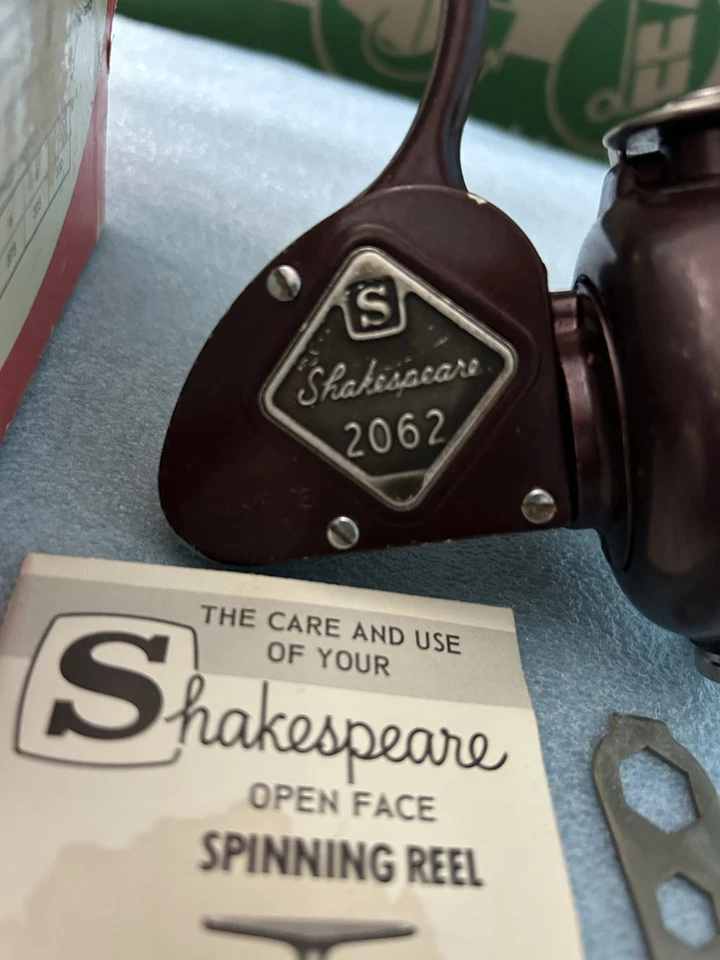 S
Shakespeare
2062
THE CARE AND USE
OF YOUR
Shakespeare
OPEN FACE
SPINNING REEL